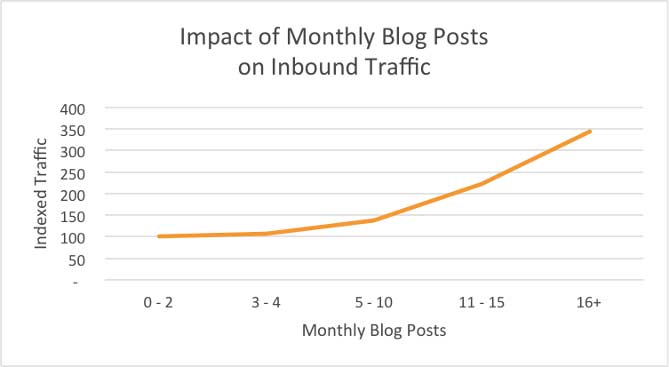 Impact of Monthly Blog Posts
on Inbound Traffic
Indexed Traffic
400
350
300
250
200
150
100
50
-
0 - 2
3 - 4
5 - 10
11 - 15
16+
Monthly Blog Posts